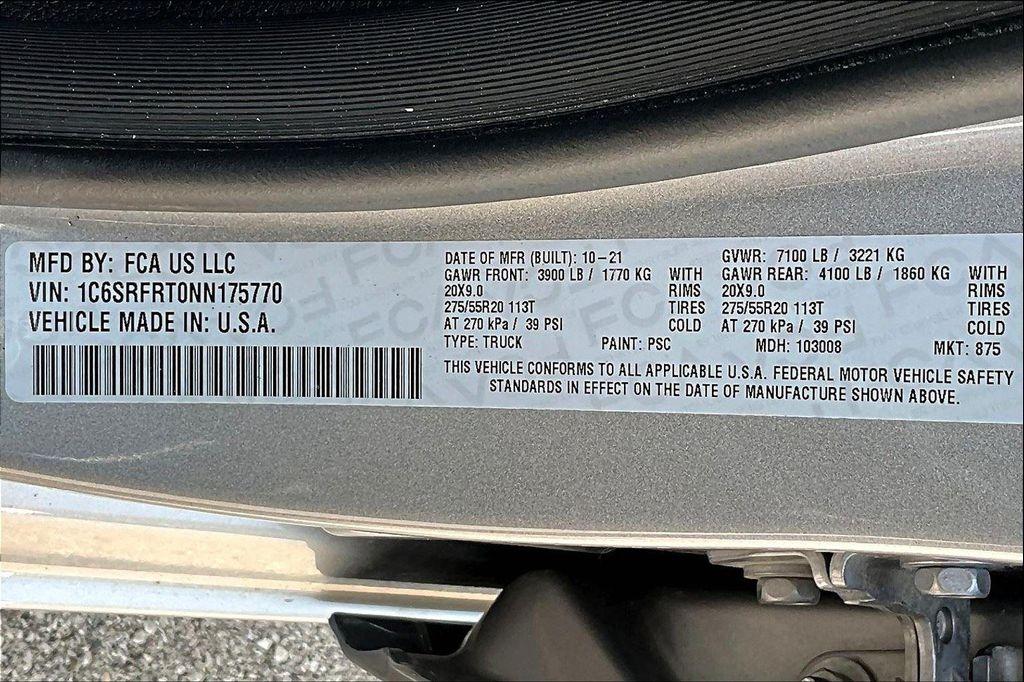 MFD BY: FCA US LLC
VIN: 1C6SRFRT0NN175770
VEHICLE MADE IN: U.S.A.
DATE OF MFR (BUILT): 10-21
GAWR FRONT: 3900 LB / 1770 KG WITH
20X9.0 RIMS
275/55R20 113T TIRES
AT 270 kPa / 39 PSI COLD
GVWR: 7100 LB / 3221 KG
GAWR REAR: 4100 LB / 1860 KG WITH
20X9.0 RIMS
275/55R20 113T TIRES
AT 270 kPa / 39 PSI COLD
TYPE: TRUCK PAINT: PSC MDH: 103008 MKT: 875
THIS VEHICLE CONFORMS TO ALL APPLICABLE U.S.A. FEDERAL MOTOR VEHICLE SAFETY
STANDARDS IN EFFECT ON THE DATE OF MANUFACTURE SHOWN ABOVE.